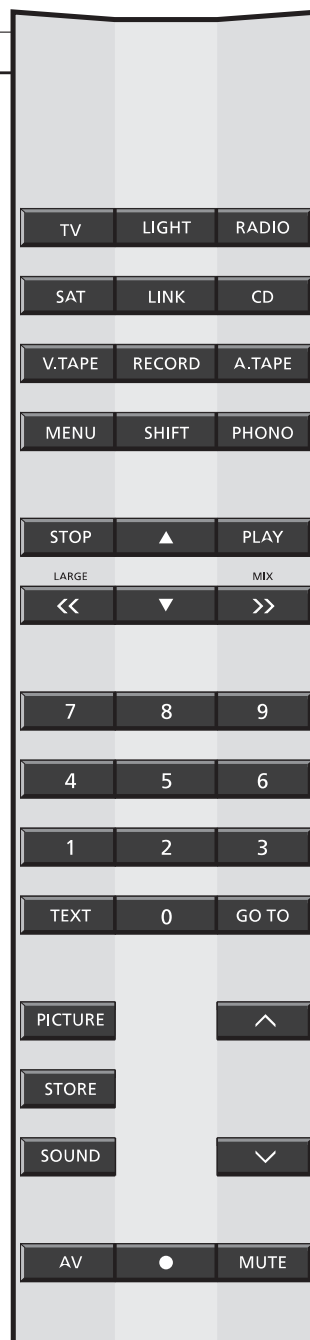 TV LIGHT RADIO
SAT LINK CD
V.TAPE RECORD A.TAPE
MENU SHIFT PHONO
STOP ▲ PLAY
LARGE MIX
<< ▼ >>
7 8 9
4 5 6
1 2 3
TEXT 0 GO TO
PICTURE
STORE
SOUND
AV ● MUTE